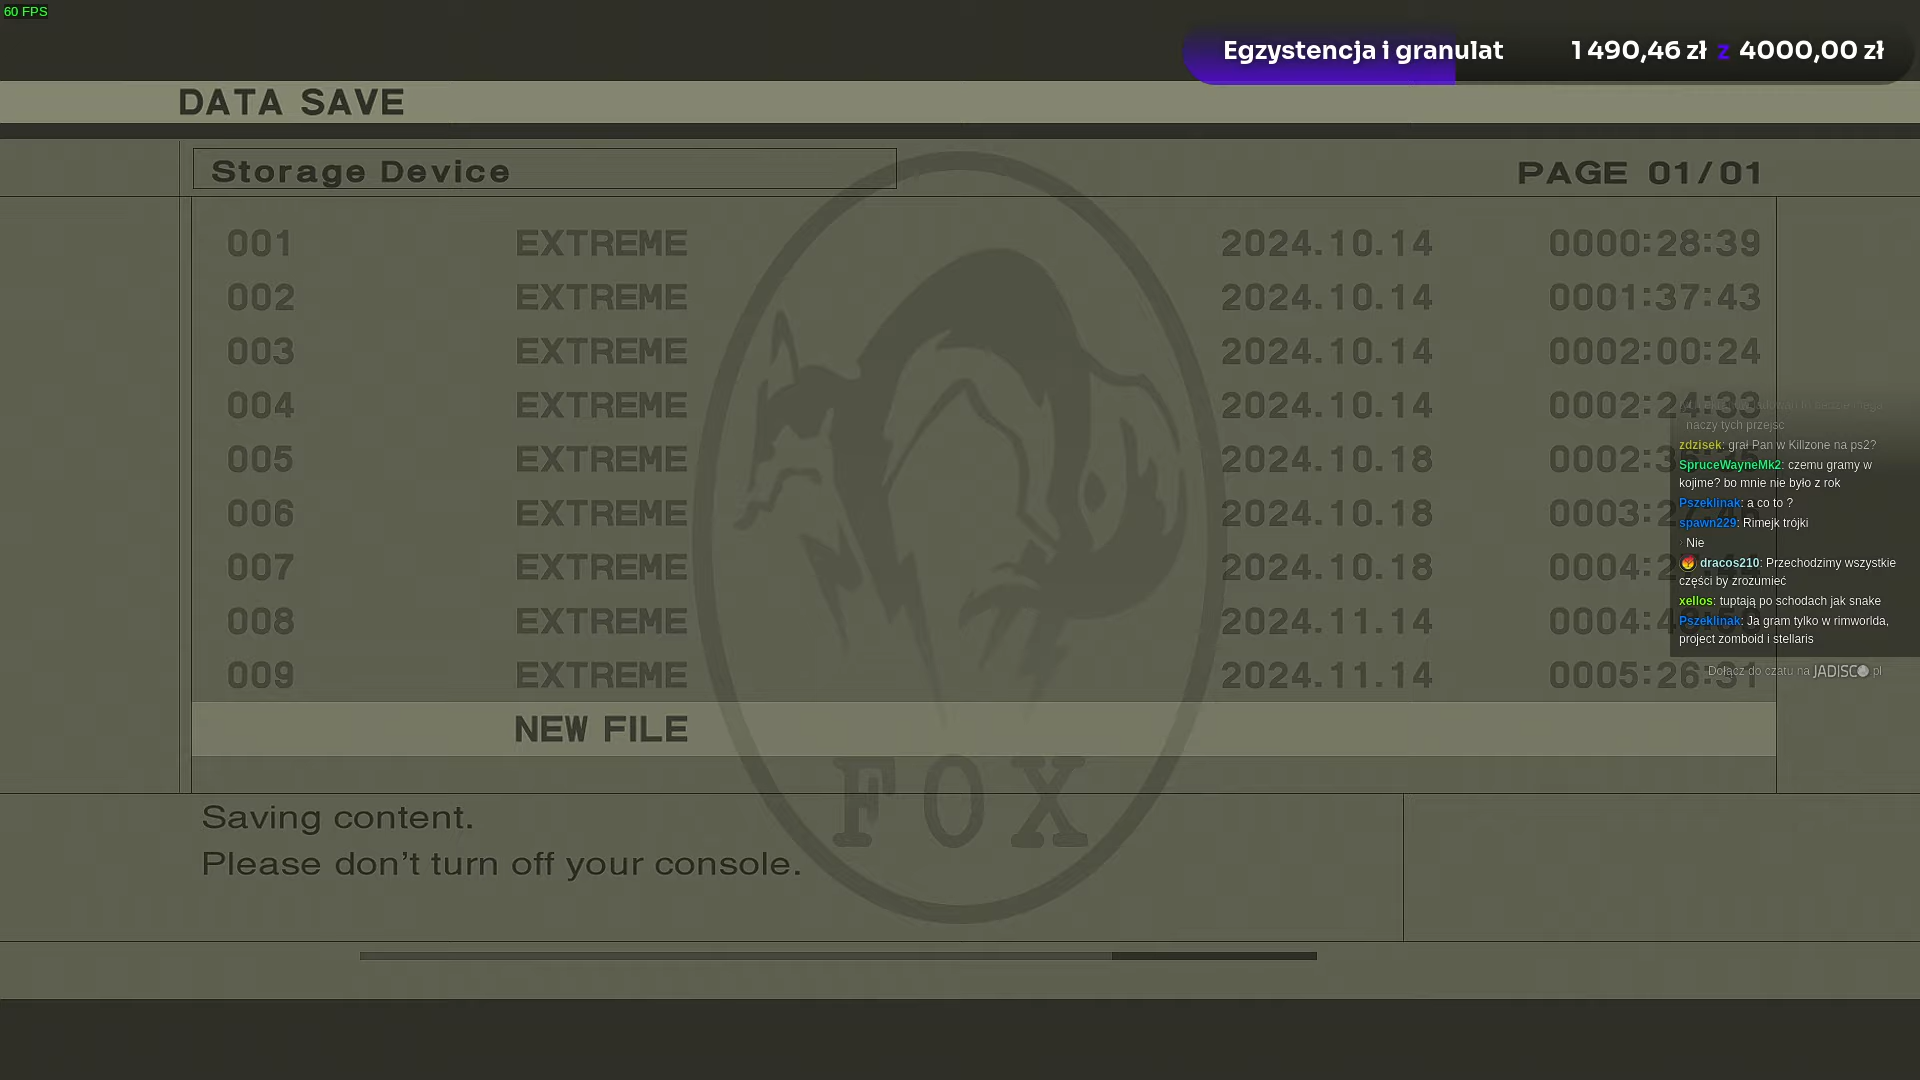 60 FPS
Egzystencja i granulat 1 490,46 zł z 4000,00 zł
DATA SAVE
Storage Device PAGE 01/01
001 EXTREME 2024.10.14 0000:28:39
002 EXTREME 2024.10.14 0001:37:43
003 EXTREME 2024.10.14 0002:00:24
004 EXTREME 2024.10.14 0002:24:33
005 EXTREME 2024.10.18
006 EXTREME 2024.10.18
007 EXTREME 2024.10.18
008 EXTREME 2024.11.14
009 EXTREME 2024.11.14 0005:26:31
NEW FILE
FOX
Saving content.
Please don't turn off your console.
naczy tych przejść
zdzisek: grał Pan w Killzone na ps2?
SpruceWayneMk2: czemu gramy w
kojime? bo mnie nie było z rok
Pszeklinak: a co to ?
spawn229: Rimejk trójki
: Nie
dracos210: Przechodzimy wszystkie
części by zrozumieć
xellos: tuptają po schodach jak snake
Pszeklinak: Ja gram tylko w rimworlda,
project zomboid i stellaris
Dołącz do czatu na JADISCO pl